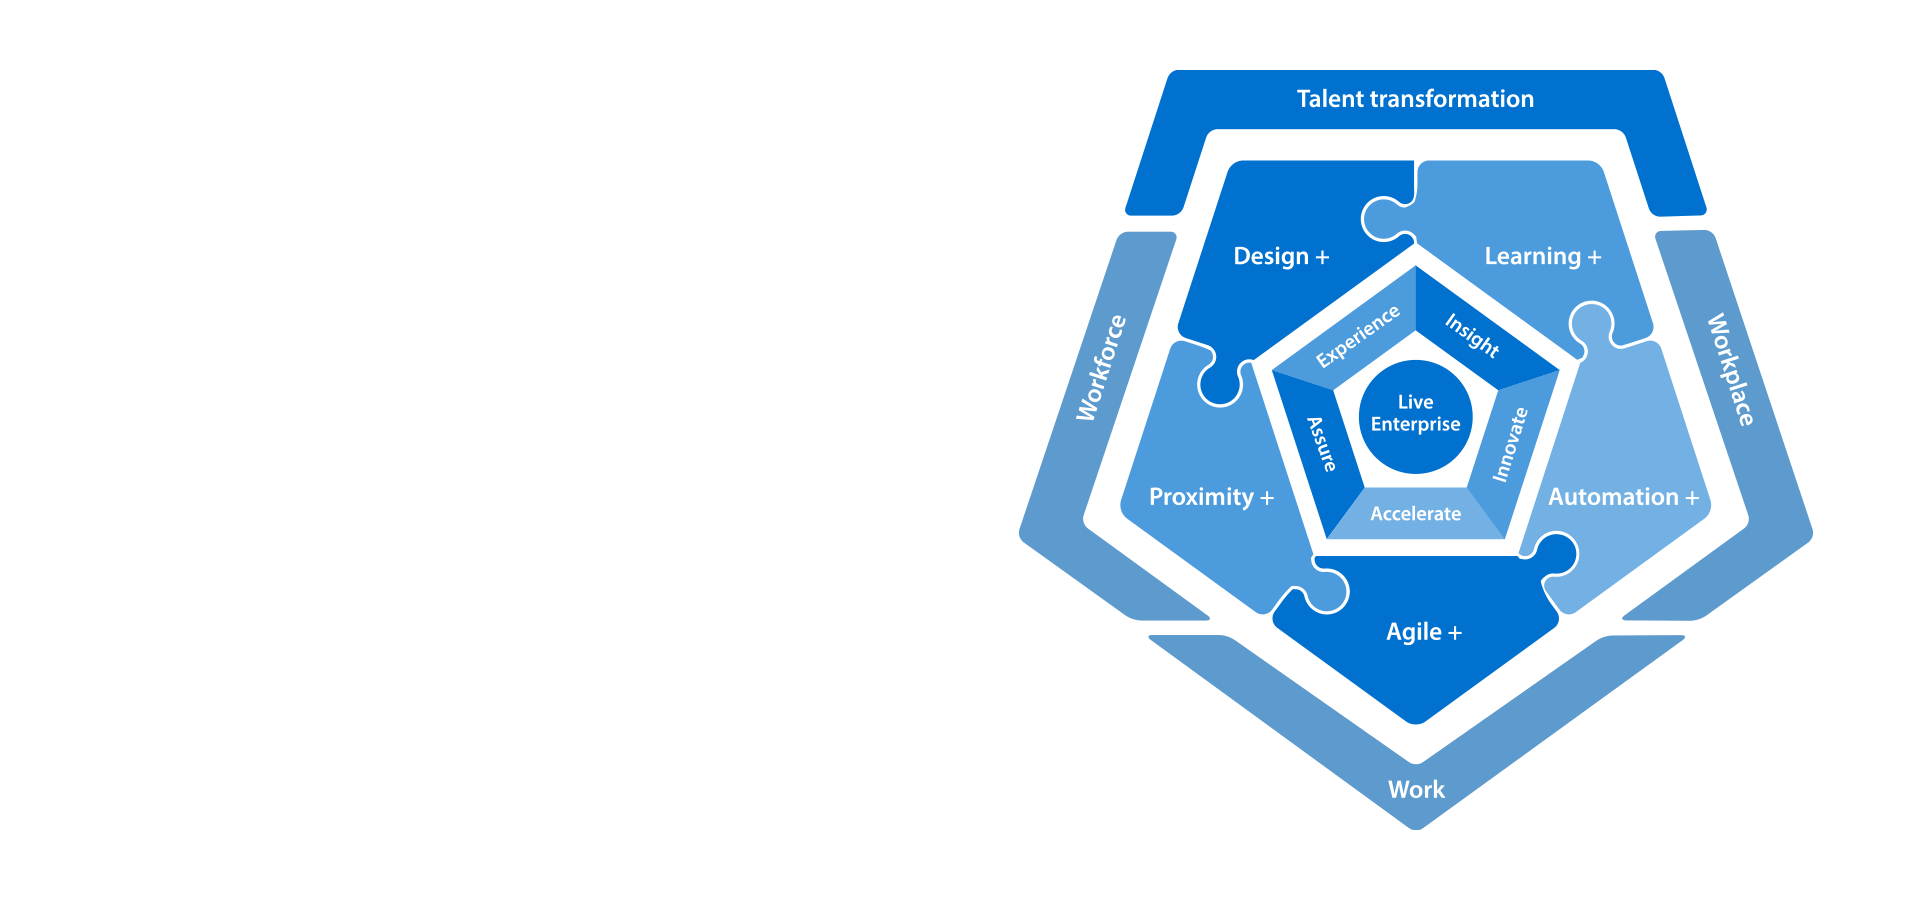 Talent transformation
Design +
Learning +
Workforce
Workplace
Experience
Insight
Live
Enterprise
Assure
Innovate
Proximity +
Automation +
Accelerate
Agile +
Work